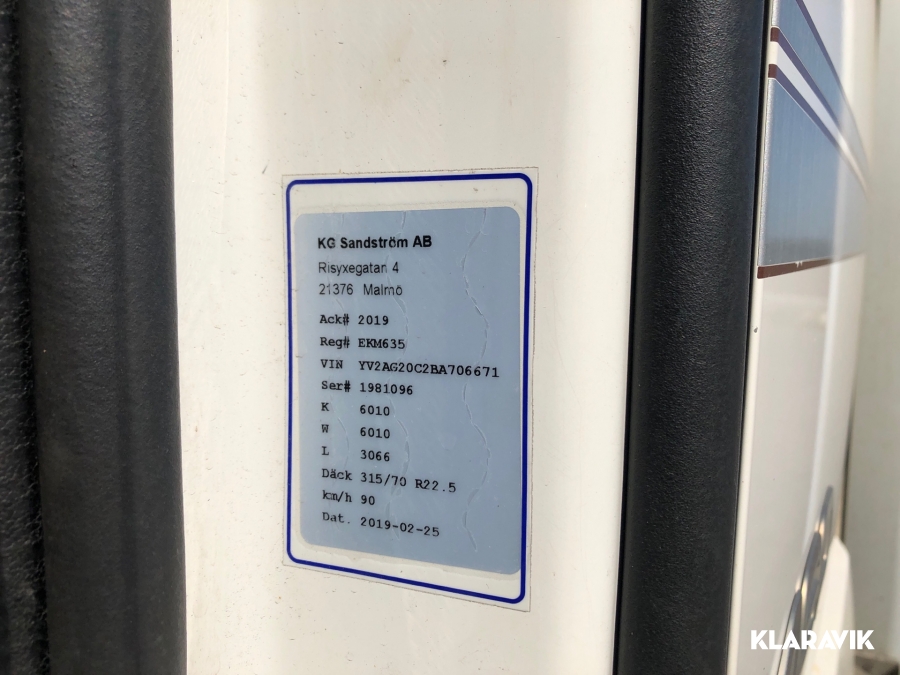 KG Sandström AB
Risyxegatan 4
21376 Malmö
Ack# 2019
Reg# EKM635
VIN YV2AG20C2BA706671
Ser# 1981096
K 6010
W 6010
L 3066
Däck 315/70 R22.5
km/h 90
Dat. 2019-02-25
KLARAVIK